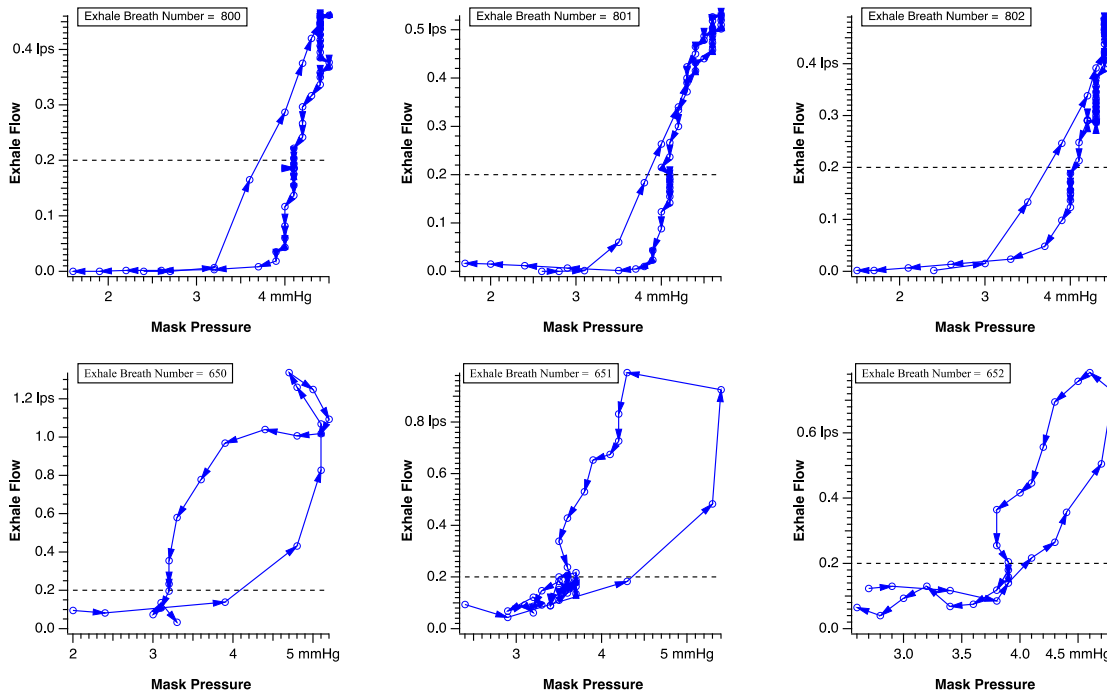 Exhale Breath Number = 800
0.4 lps
0.3
0.2
0.1
0.0
Exhale Flow
2
3
4 mmHg
Mask Pressure
Exhale Breath Number = 801
0.5 lps
0.4
0.3
0.2
0.1
0.0
Exhale Flow
2
3
4 mmHg
Mask Pressure
Exhale Breath Number = 802
0.4 lps
0.3
0.2
0.1
0.0
Exhale Flow
2
3
4 mmHg
Mask Pressure
Exhale Breath Number = 650
1.2 lps
1.0
0.8
0.6
0.4
0.2
0.0
Exhale Flow
2
3
4
5 mmHg
Mask Pressure
Exhale Breath Number = 651
0.8 lps
0.6
0.4
0.2
0.0
Exhale Flow
3
4
5 mmHg
Mask Pressure
Exhale Breath Number = 652
0.6 lps
0.4
0.2
0.0
Exhale Flow
3.0
3.5
4.0
4.5 mmHg
Mask Pressure